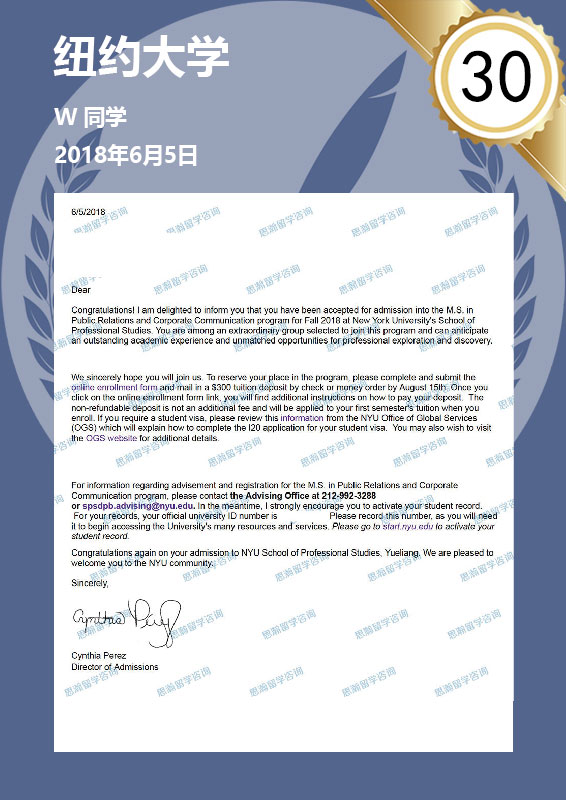 纽约大学
30
W 同学
2018年6月5日
6/5/2018
Dear
Congratulations! I am delighted to inform you that you have been accepted for admission into the M.S. in
Public Relations and Corporate Communication program for Fall 2018 at New York University's School of
Professional Studies. You are among an extraordinary group selected to join this program and can anticipate
an outstanding academic experience and unmatched opportunities for professional exploration and discovery.
We sincerely hope you will join us. To reserve your place in the program, please complete and submit the
online enrollment form and mail in a $300 tuition deposit by check or money order by August 15th. Once you
click on the online enrollment form link, you will find additional instructions on how to pay your deposit. The
non-refundable deposit is not an additional fee and will be applied to your first semester's tuition when you
enroll. If you require a student visa, please review this information from the NYU Office of Global Services
(OGS) which will explain how to complete the I20 application for your student visa. You may also wish to visit
the OGS website for additional details.
For information regarding advisement and registration for the M.S. in Public Relations and Corporate
Communication program, please contact the Advising Office at 212-992-3288
or spsdpb.advising@nyu.edu. In the meantime, I strongly encourage you to activate your student record.
For your records, your official university ID number is Please record this number, as you will need
it to begin accessing the University's many resources and services. Please go to start.nyu.edu to activate your
student record.
Congratulations again on your admission to NYU School of Professional Studies, Yueliang. We are pleased to
welcome you to the NYU community.
Sincerely,
Cynthia Perez
Cynthia Perez
Director of Admissions
思瀚留学咨询